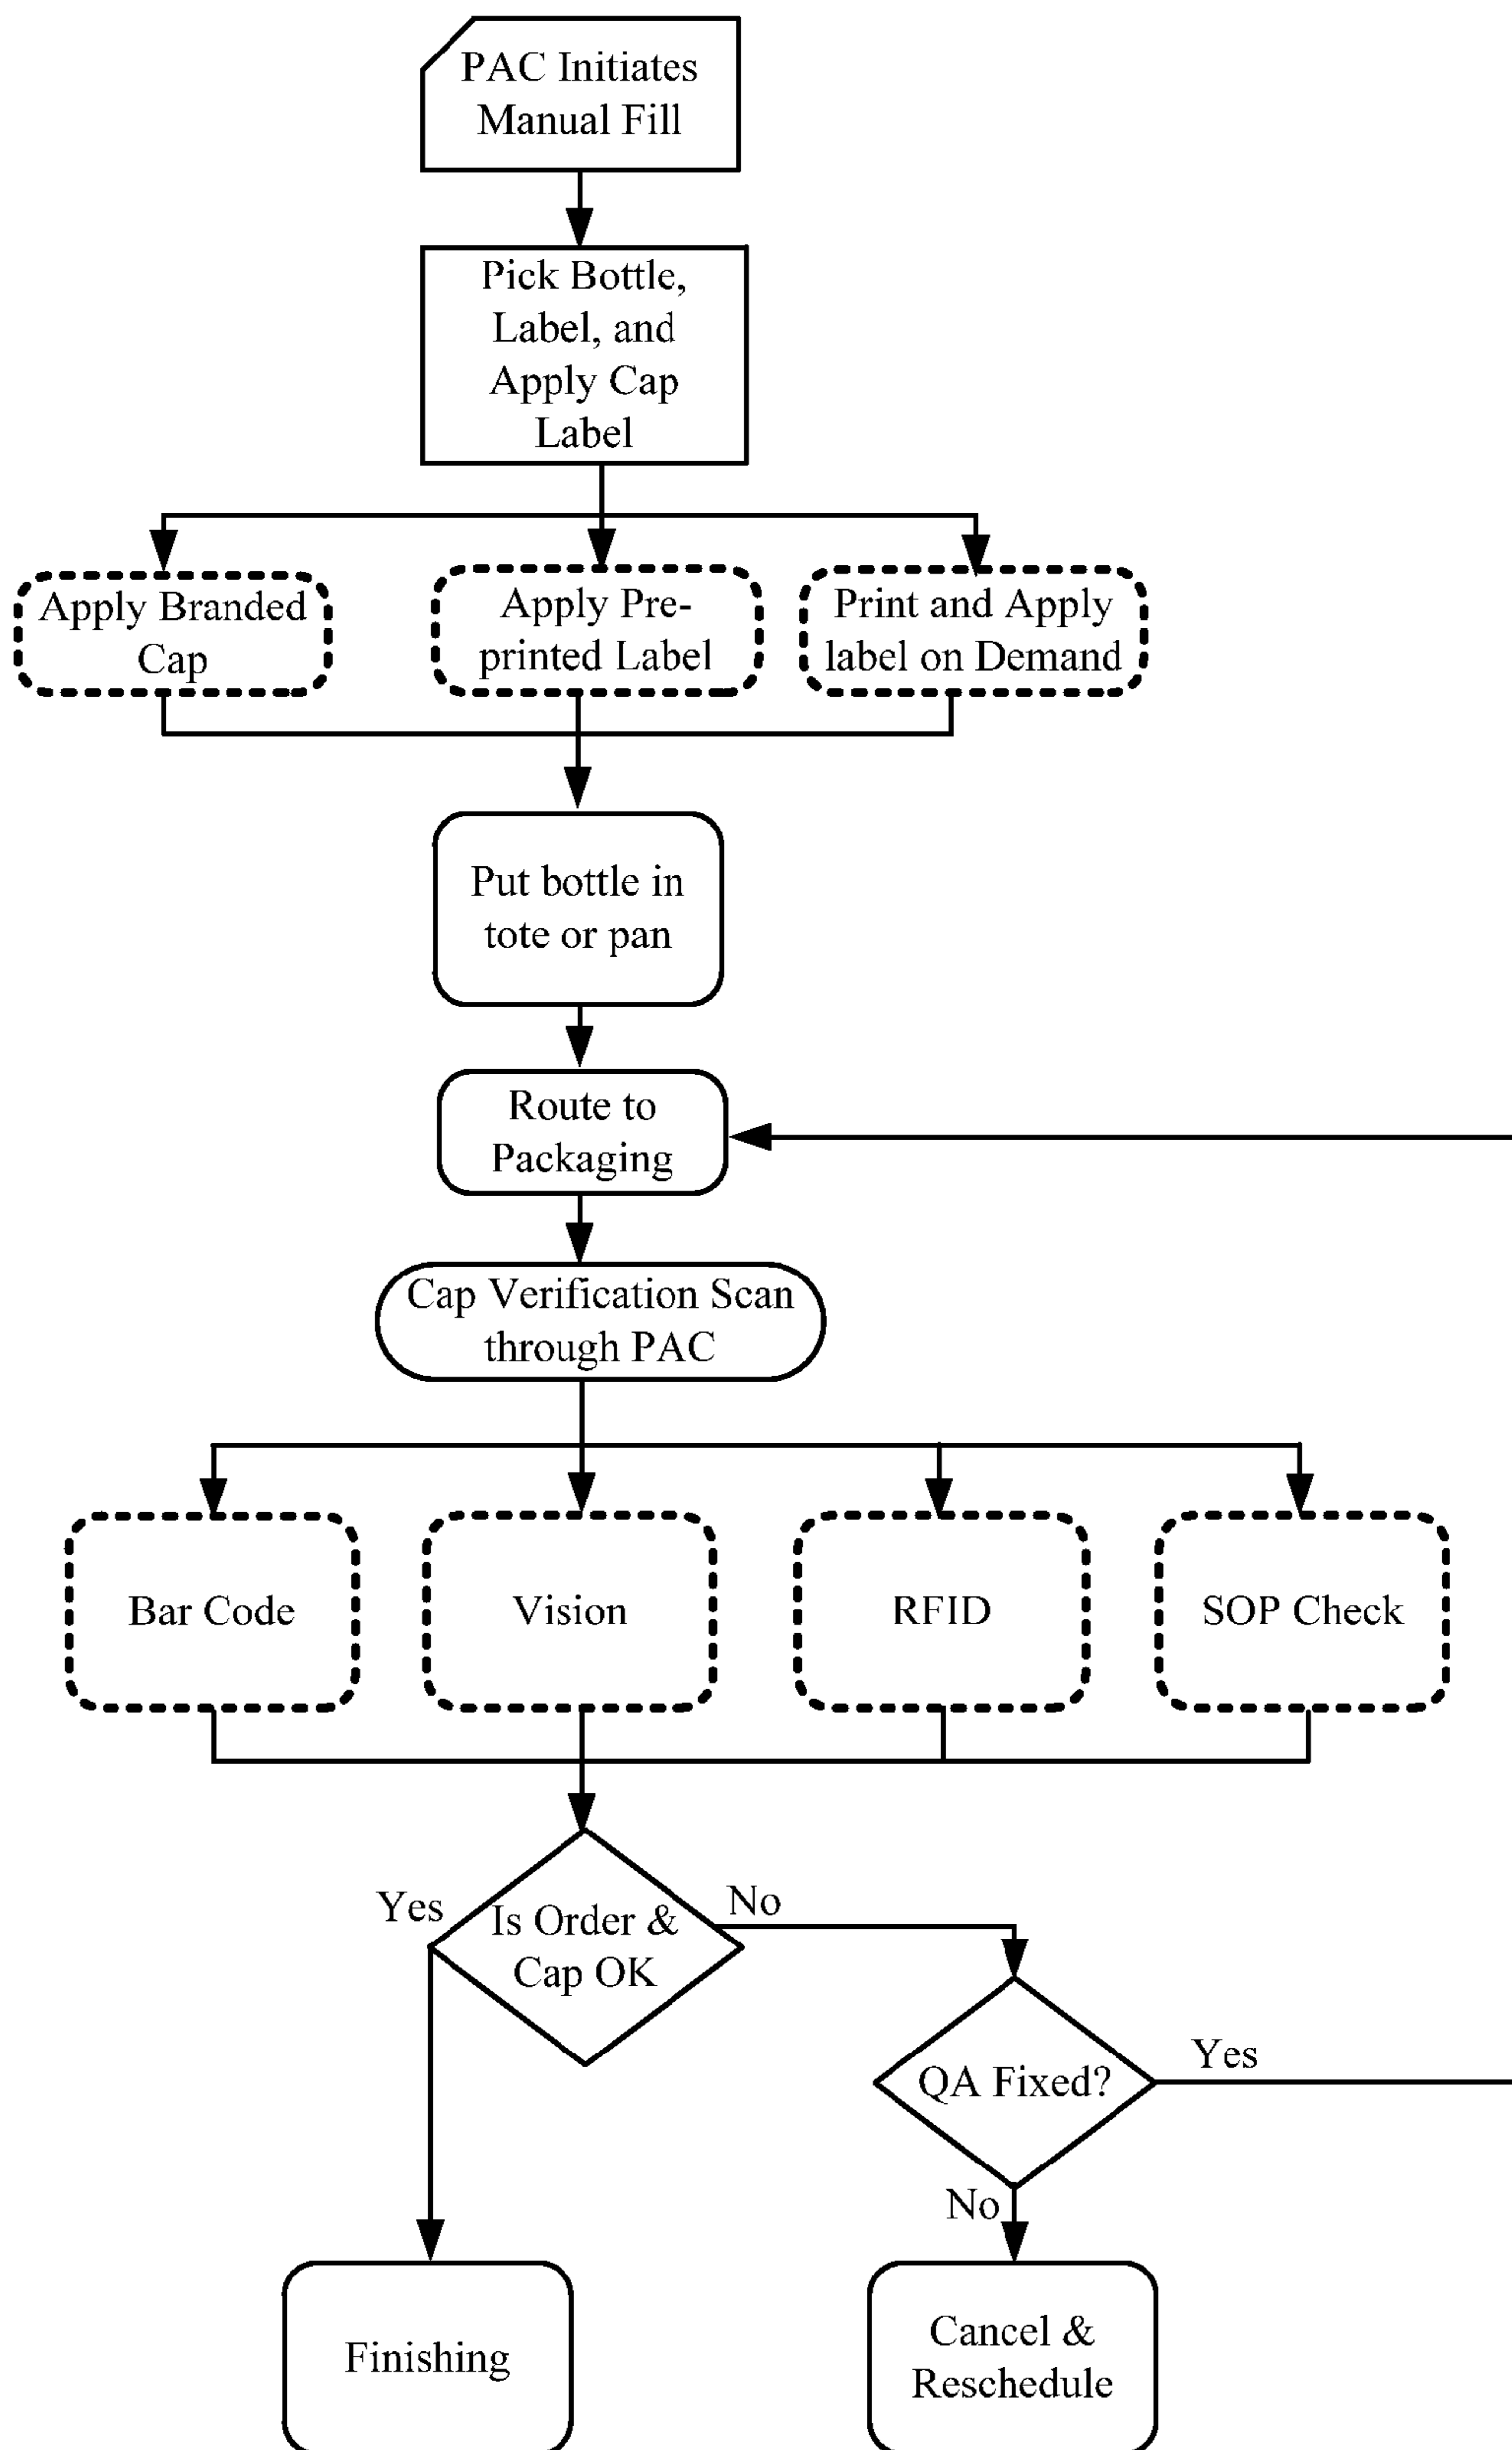 PAC Initiates
Manual Fill
Pick Bottle,
Label, and
Apply Cap
Label
Apply Branded
Cap
Apply Pre-
printed Label
Print and Apply
label on Demand
Put bottle in
tote or pan
Route to
Packaging
Cap Verification Scan
through PAC
Bar Code
Vision
RFID
SOP Check
Yes
Is Order &
Cap OK
No
QA Fixed?
Yes
No
Finishing
Cancel &
Reschedule